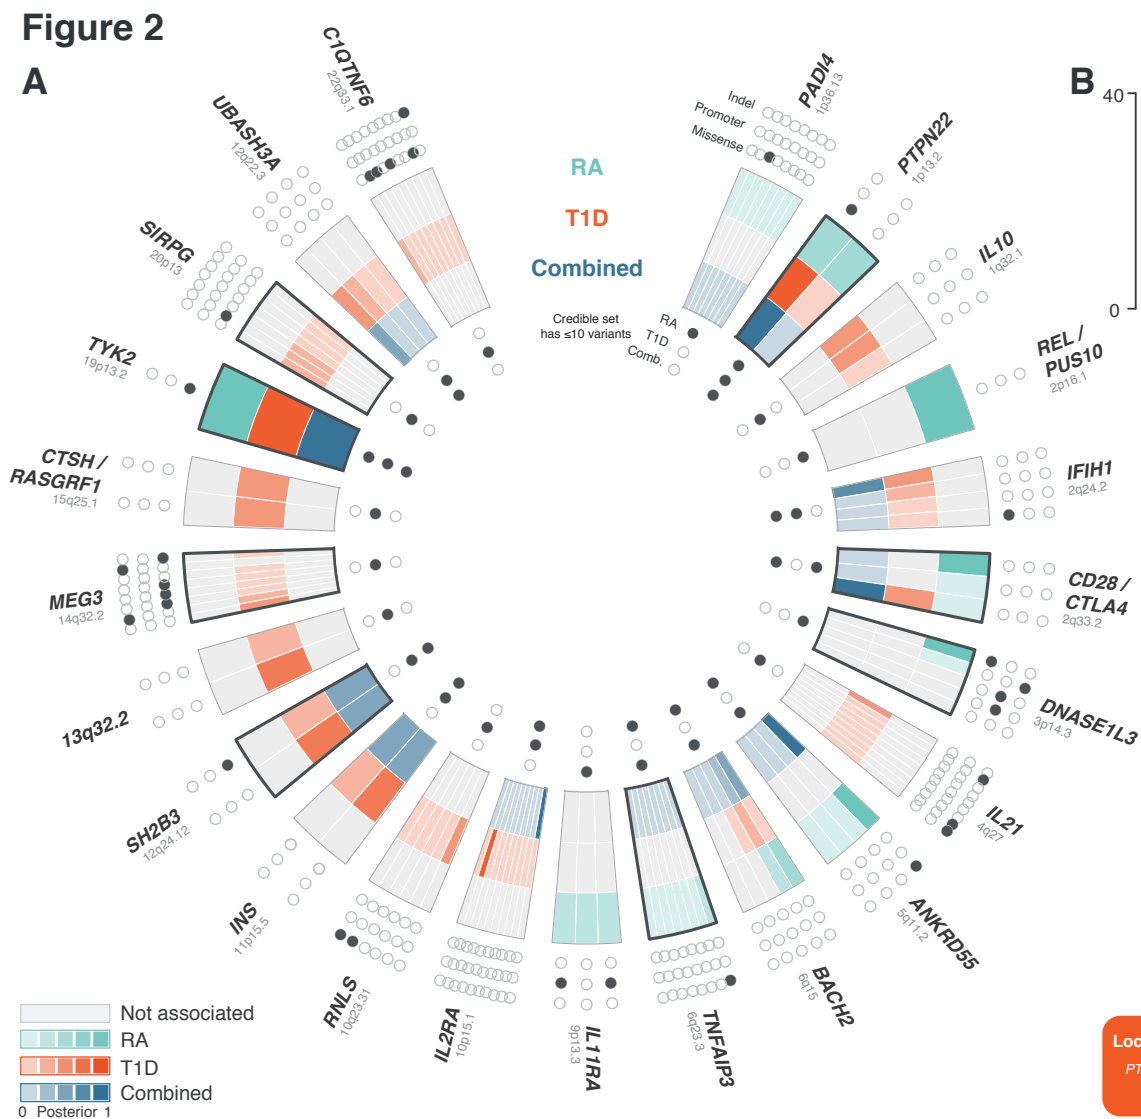 Figure 2
A
B
40
0
C1QTNF6
22q33.1
UBASH3A
12q22.3
SIRPG
20p13
TYK2
19p13.2
CTSH /
RASGRF1
15q25.1
MEG3
14q32.2
13q32.2
SH2B3
12q24.12
INS
11p15.5
RNLS
10q23.31
IL2RA
10p15.1
IL11RA
9p13.3
TNFAIP3
6q23.3
BACH2
6q15
ANKRD55
5q11.2
IL21
4q27
DNASE1L3
3p14.3
CD28 /
CTLA4
2q33.2
IFIH1
2q24.2
REL /
PUS10
2p16.1
IL10
1q32.1
PTPN22
1p13.2
PADI4
1p36.13
Indel
Promoter
Missense
RA
T1D
Combined
Credible set
has ≤10 variants
RA
T1D
Comb.
Not associated
RA
T1D
Combined
0 Posterior 1
Loc
PT